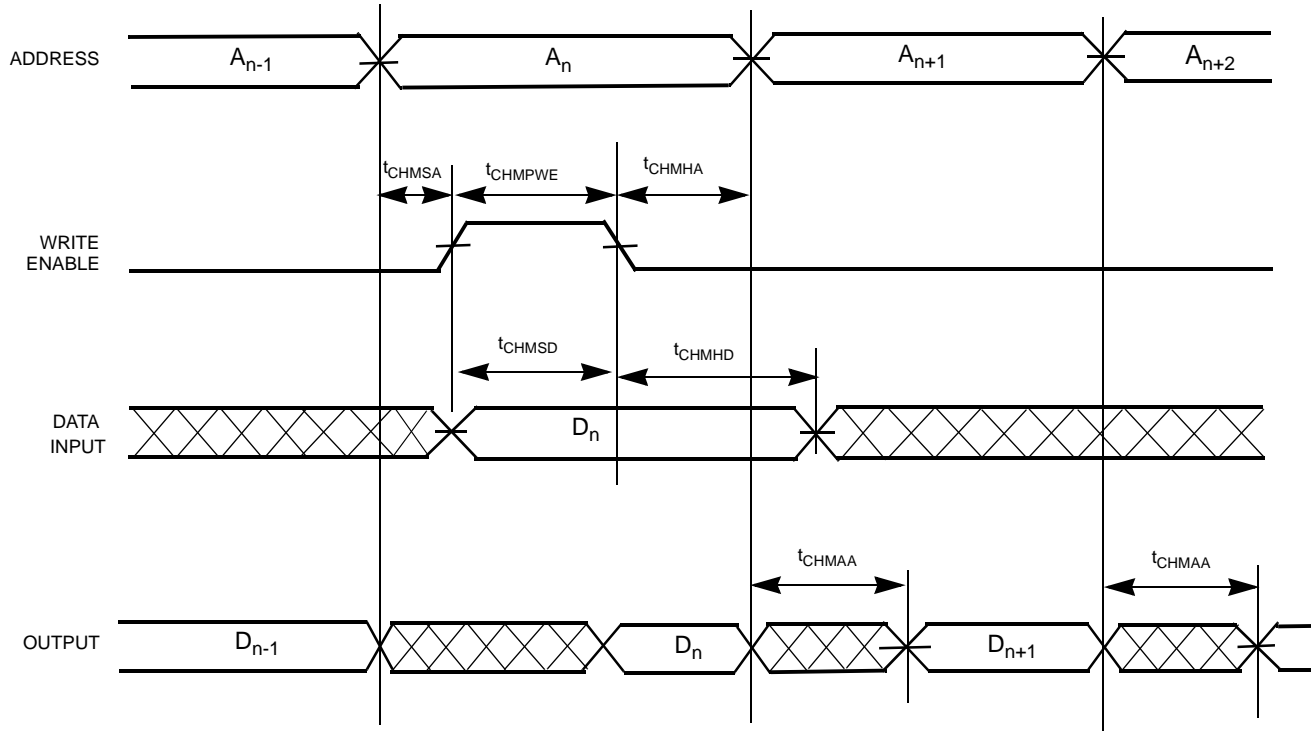 ADDRESS
A_{n-1}
A_n
A_{n+1}
A_{n+2}
t_{CHMSA}
t_{CHMPWE}
t_{CHMHA}
WRITE
ENABLE
t_{CHMSD}
t_{CHMHD}
DATA
INPUT
D_n
t_{CHMAA}
t_{CHMAA}
OUTPUT
D_{n-1}
D_n
D_{n+1}